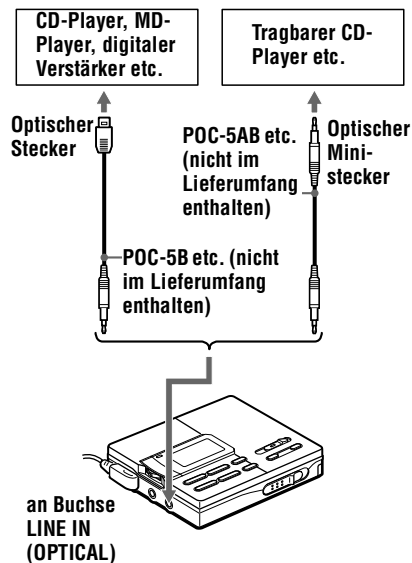 CD-Player, MD-
Player, digitaler
Verstärker etc.
Tragbarer CD-
Player etc.
Optischer
Stecker
POC-5AB etc.
(nicht im
Lieferumfang
enthalten)
Optischer
Mini-
stecker
POC-5B etc. (nicht
im Lieferumfang
enthalten)
an Buchse
LINE IN
(OPTICAL)